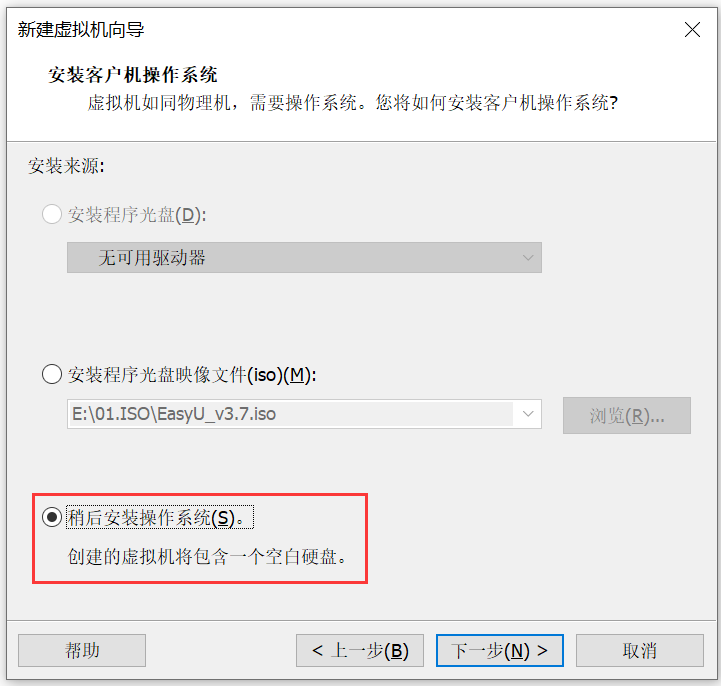 新建虚拟机向导
安装客户机操作系统
虚拟机如同物理机，需要操作系统。您将如何安装客户机操作系统?
安装来源:
安装程序光盘(D):
无可用驱动器
安装程序光盘映像文件(iso)(M):
E:\01.ISO\EasyU_v3.7.iso
浏览(R)...
稍后安装操作系统(S)。
创建的虚拟机将包含一个空白硬盘。
帮助
< 上一步(B)
下一步(N) >
取消